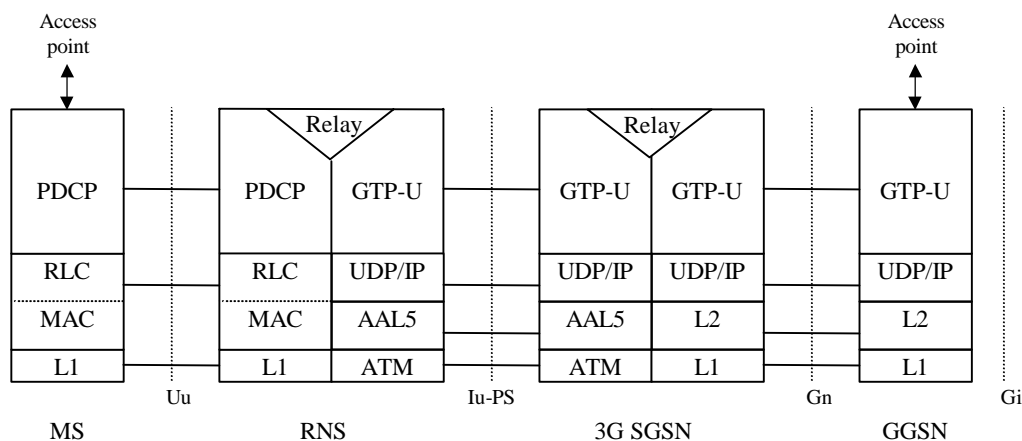 Access
point
Access
point
Relay
Relay
PDCP
PDCP
GTP-U
GTP-U
GTP-U
GTP-U
RLC
RLC
UDP/IP
UDP/IP
UDP/IP
UDP/IP
MAC
MAC
AAL5
AAL5
L2
L2
L1
L1
ATM
ATM
L1
L1
Uu
Iu-PS
Gn
Gi
MS
RNS
3G SGSN
GGSN